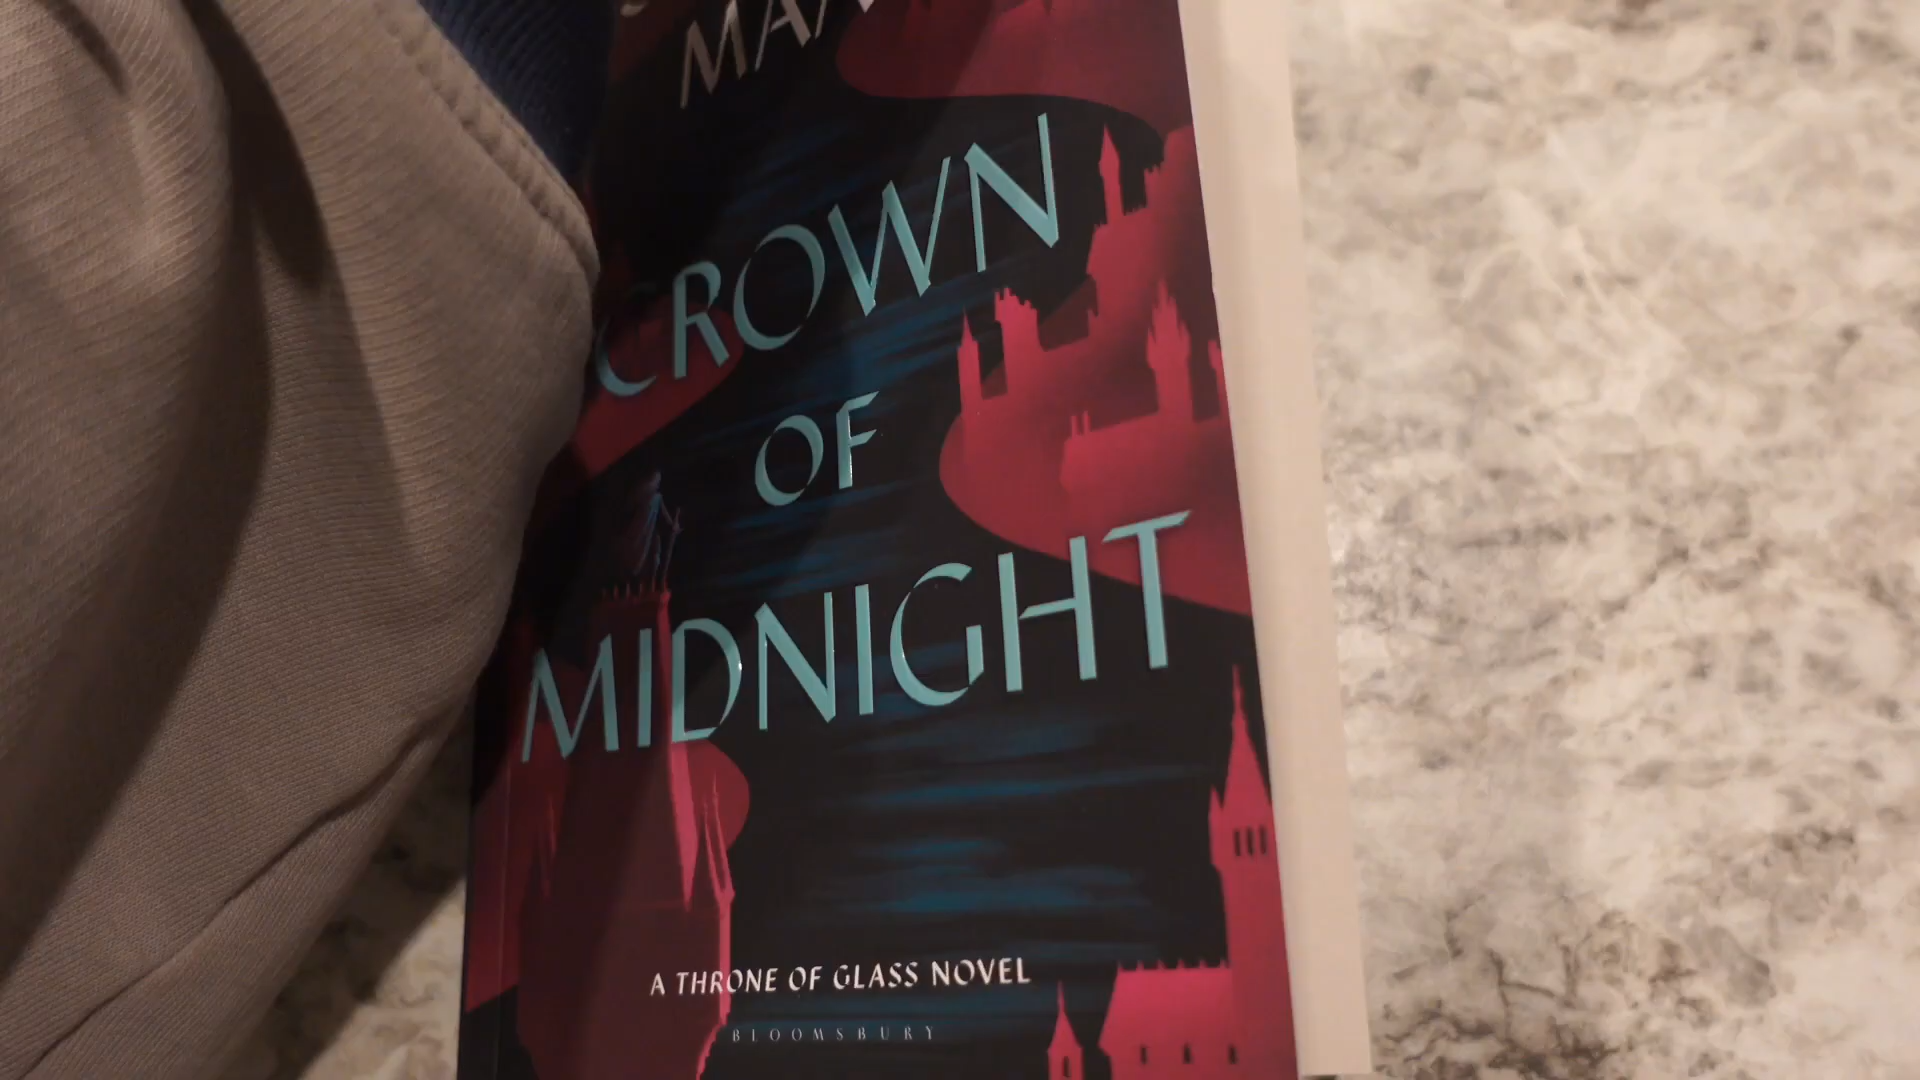 CROWN
OF
MIDNIGHT
A THRONE OF GLASS NOVEL
BLOOMSBURY